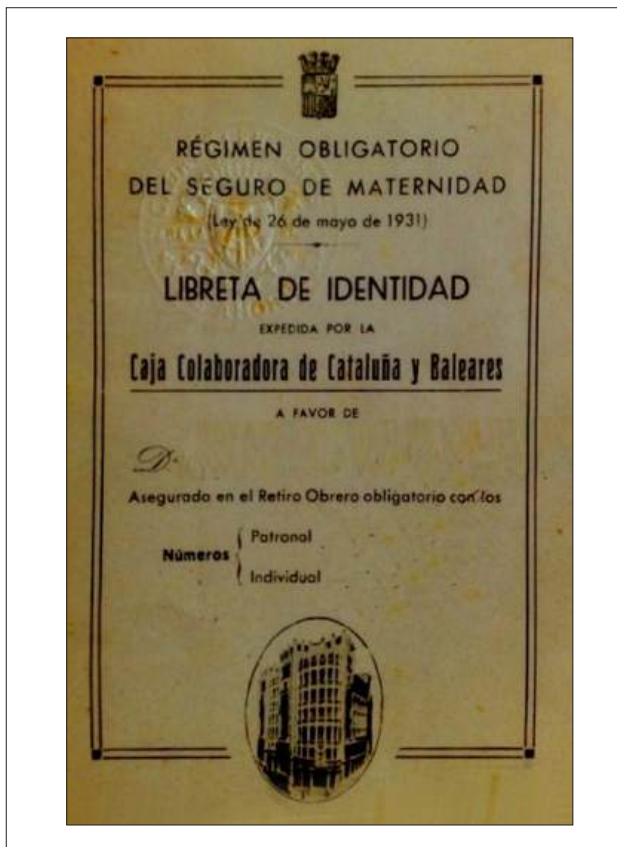 RÉGIMEN OBLIGATORIO
DEL SEGURO DE MATERNIDAD
(Ley de 26 de mayo de 1931)
LIBRETA DE IDENTIDAD
EXPEDIDA POR LA
Caja Colaboradora de Cataluña y Baleares
A FAVOR DE
D.ª
Asegurada en el Retiro Obrero obligatorio con los
Números { Patronal
Individual